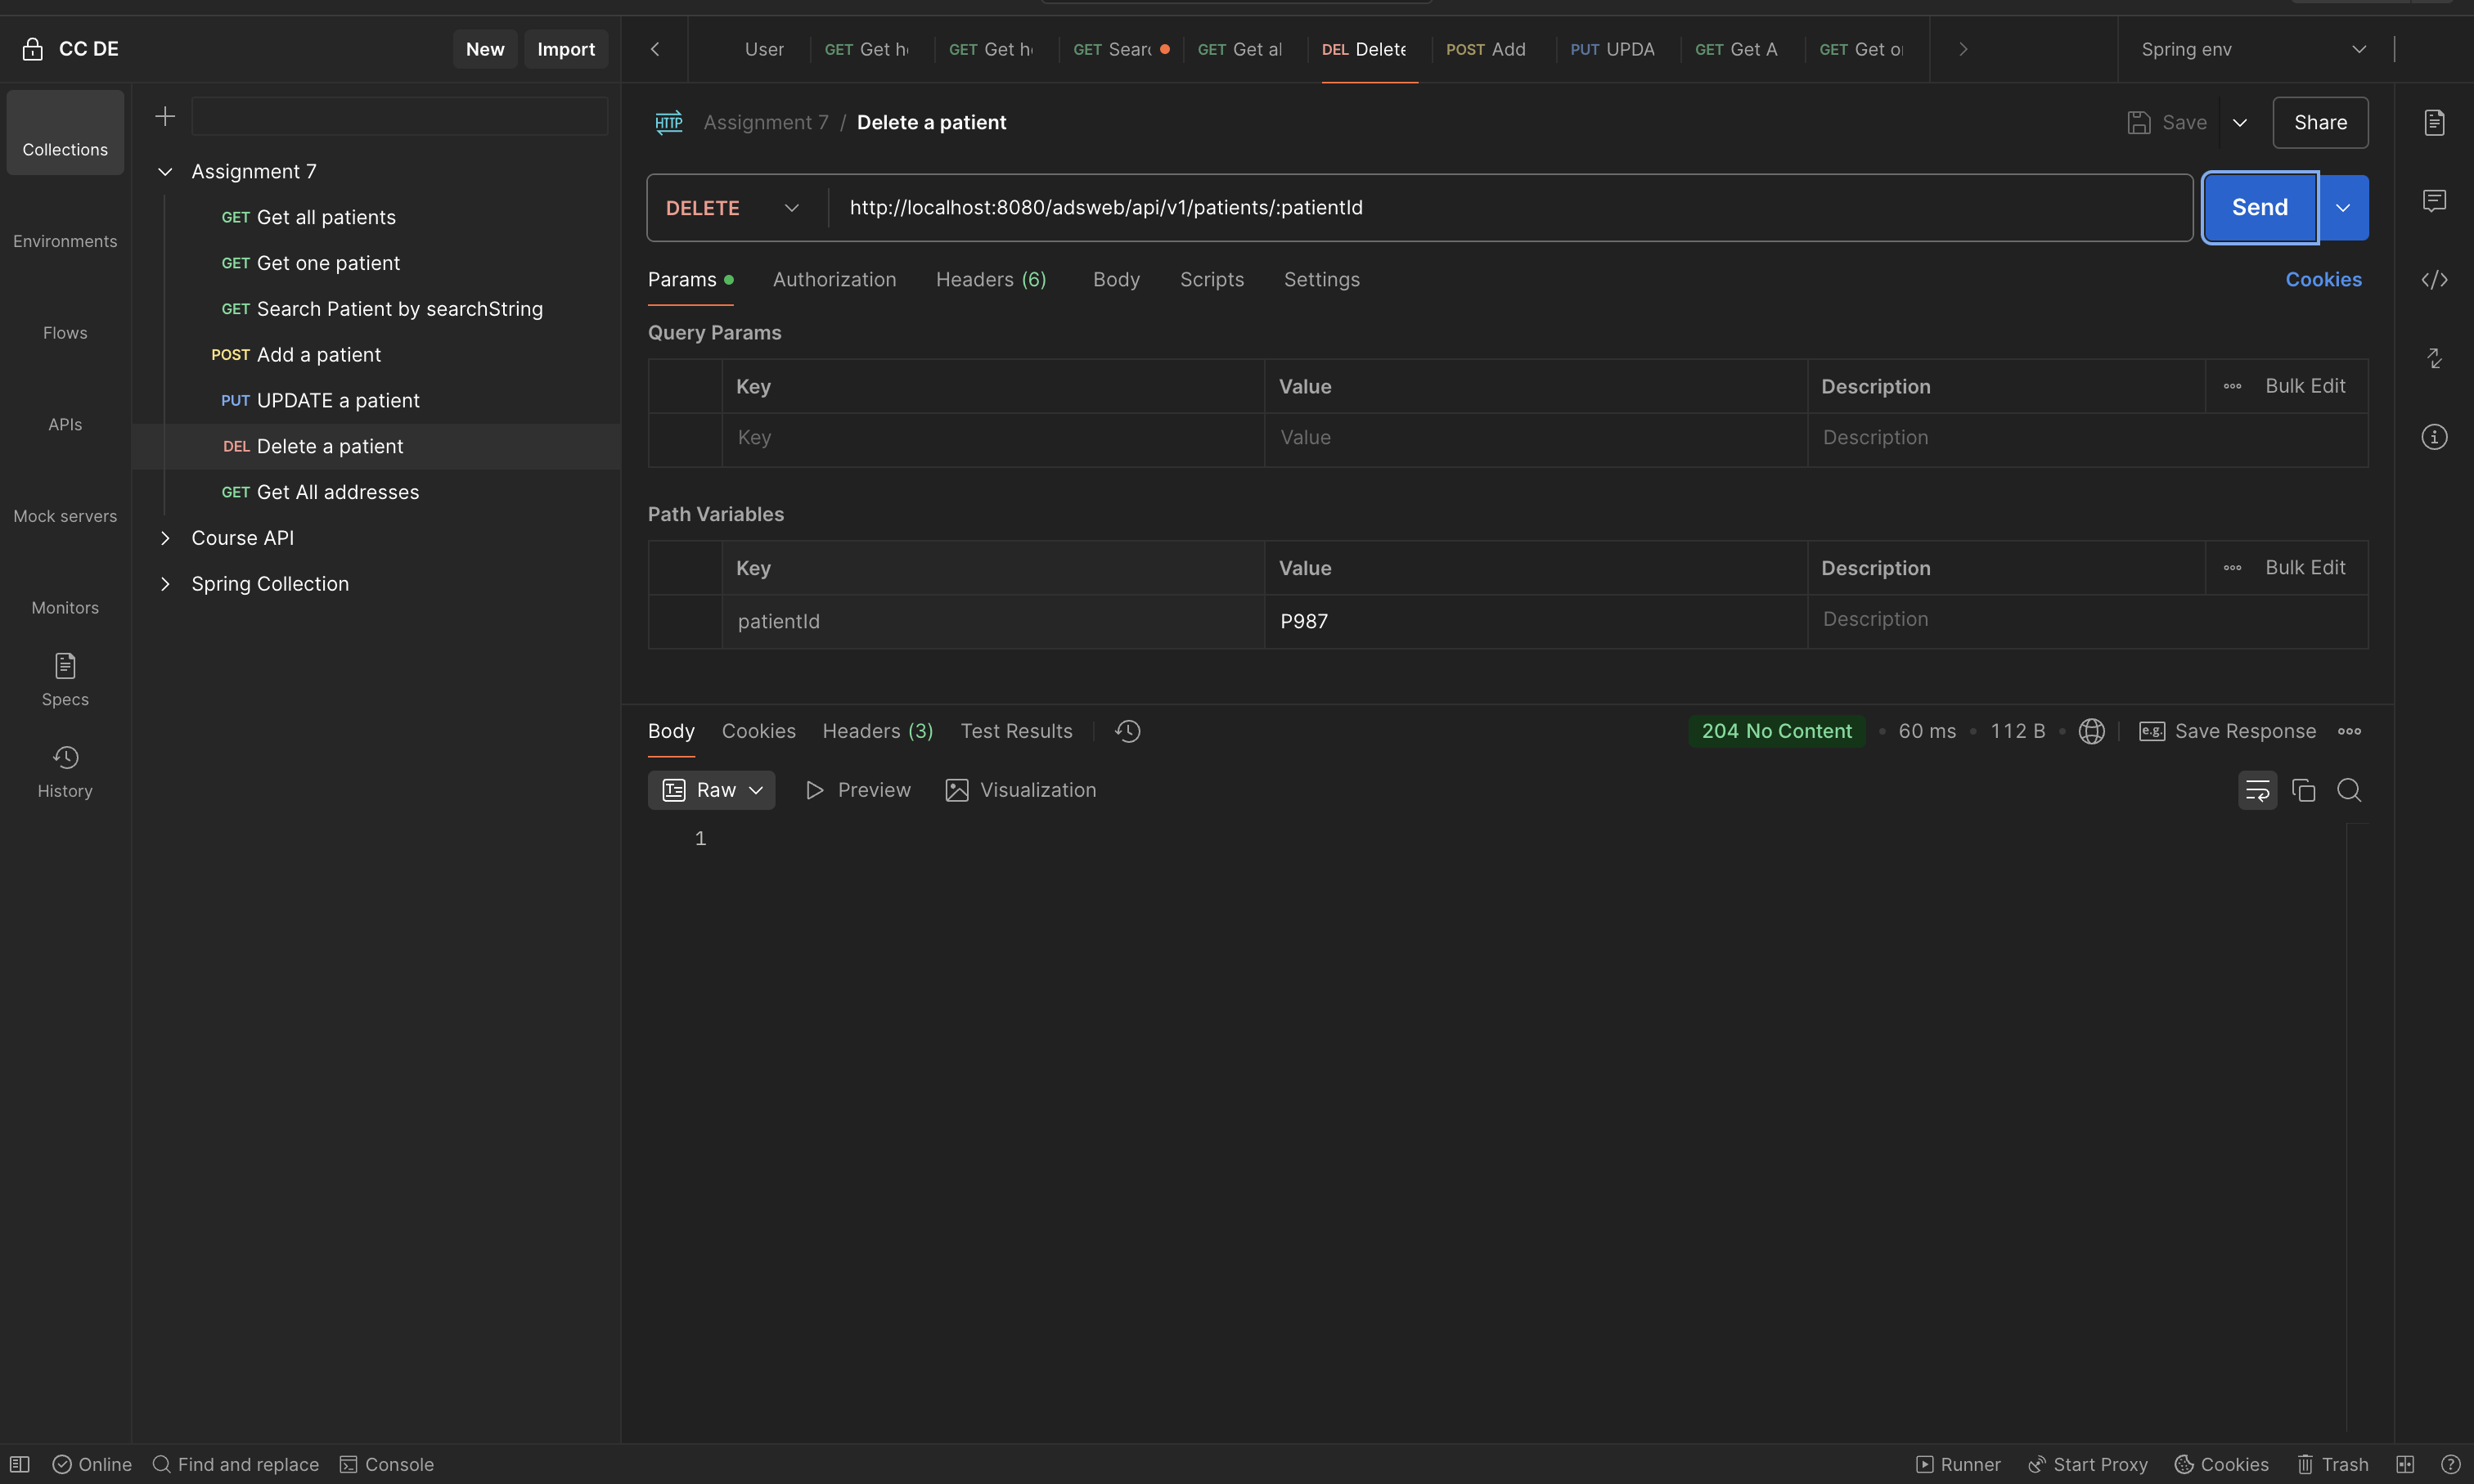 CC DE
New
Import
User
GET Get h
GET Get h
GET Sear
GET Get al
DEL Delete
POST Add
PUT UPDA
GET Get A
GET Get o
Spring env
Collections
Environments
Flows
APIs
Mock servers
Monitors
Specs
History
Assignment 7
GET Get all patients
GET Get one patient
GET Search Patient by searchString
POST Add a patient
PUT UPDATE a patient
DEL Delete a patient
GET Get All addresses
Course API
Spring Collection
HTTP Assignment 7 / Delete a patient
Save
Share
DELETE http://localhost:8080/adsweb/api/v1/patients/:patientId
Send
Params Authorization Headers (6) Body Scripts Settings
Cookies
Query Params
Key Value Description Bulk Edit
Key Value Description
Path Variables
Key Value Description Bulk Edit
patientId P987 Description
Body Cookies Headers (3) Test Results
204 No Content • 60 ms • 112 B • e.g. Save Response
Raw Preview Visualization
1
Online Find and replace Console
Runner Start Proxy Cookies Trash